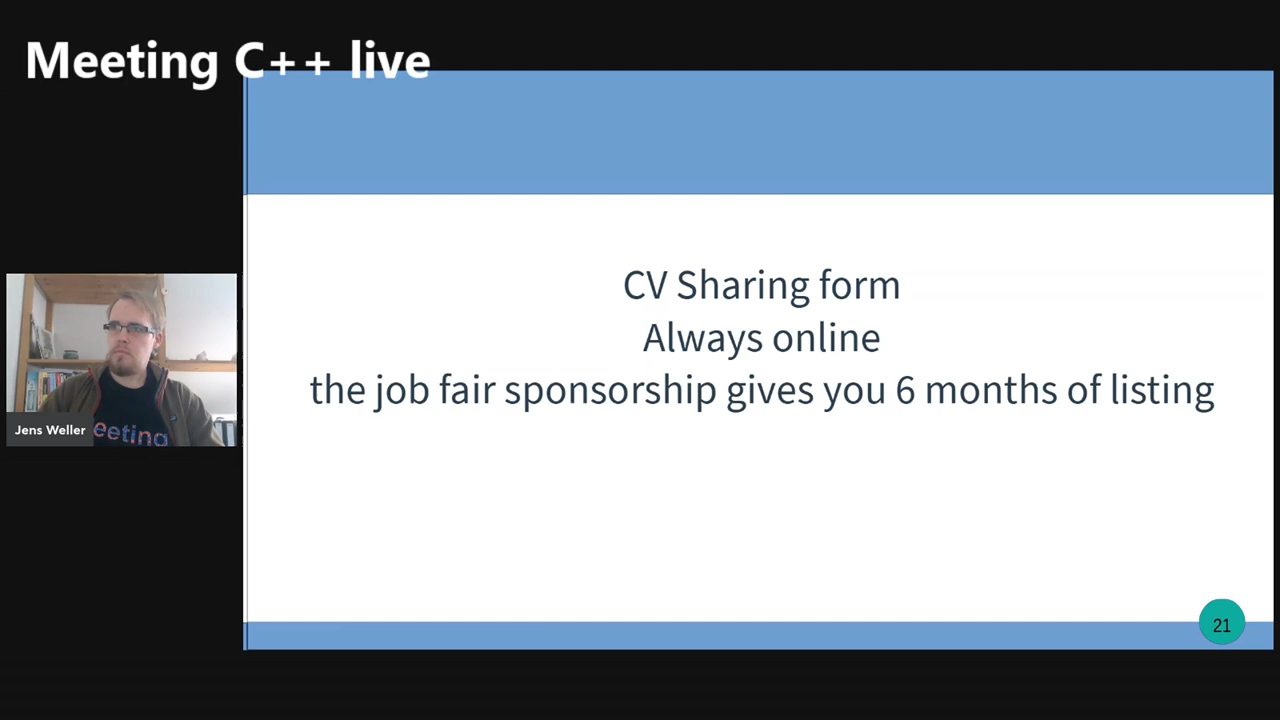 Meeting C++ live
CV Sharing form
Always online
the job fair sponsorship gives you 6 months of listing
Jens Weller
eeting
21